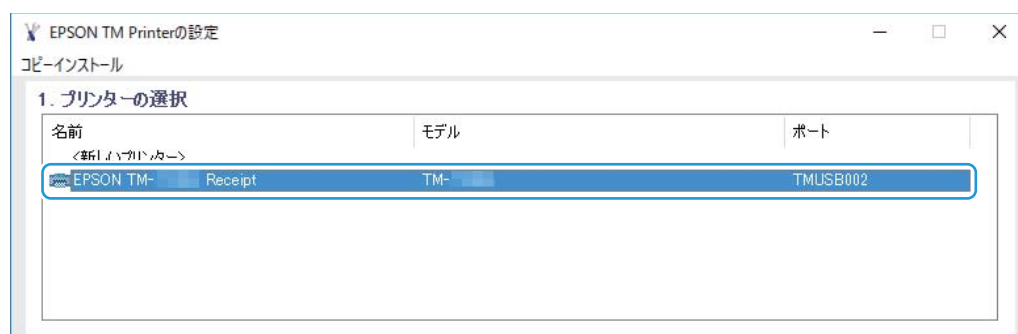 EPSON TM Printerの設定
コピーインストール
1. プリンターの選択
名前 モデル ポート
<新しいプリンター>
EPSON TM- Receipt TM- TMUSB002